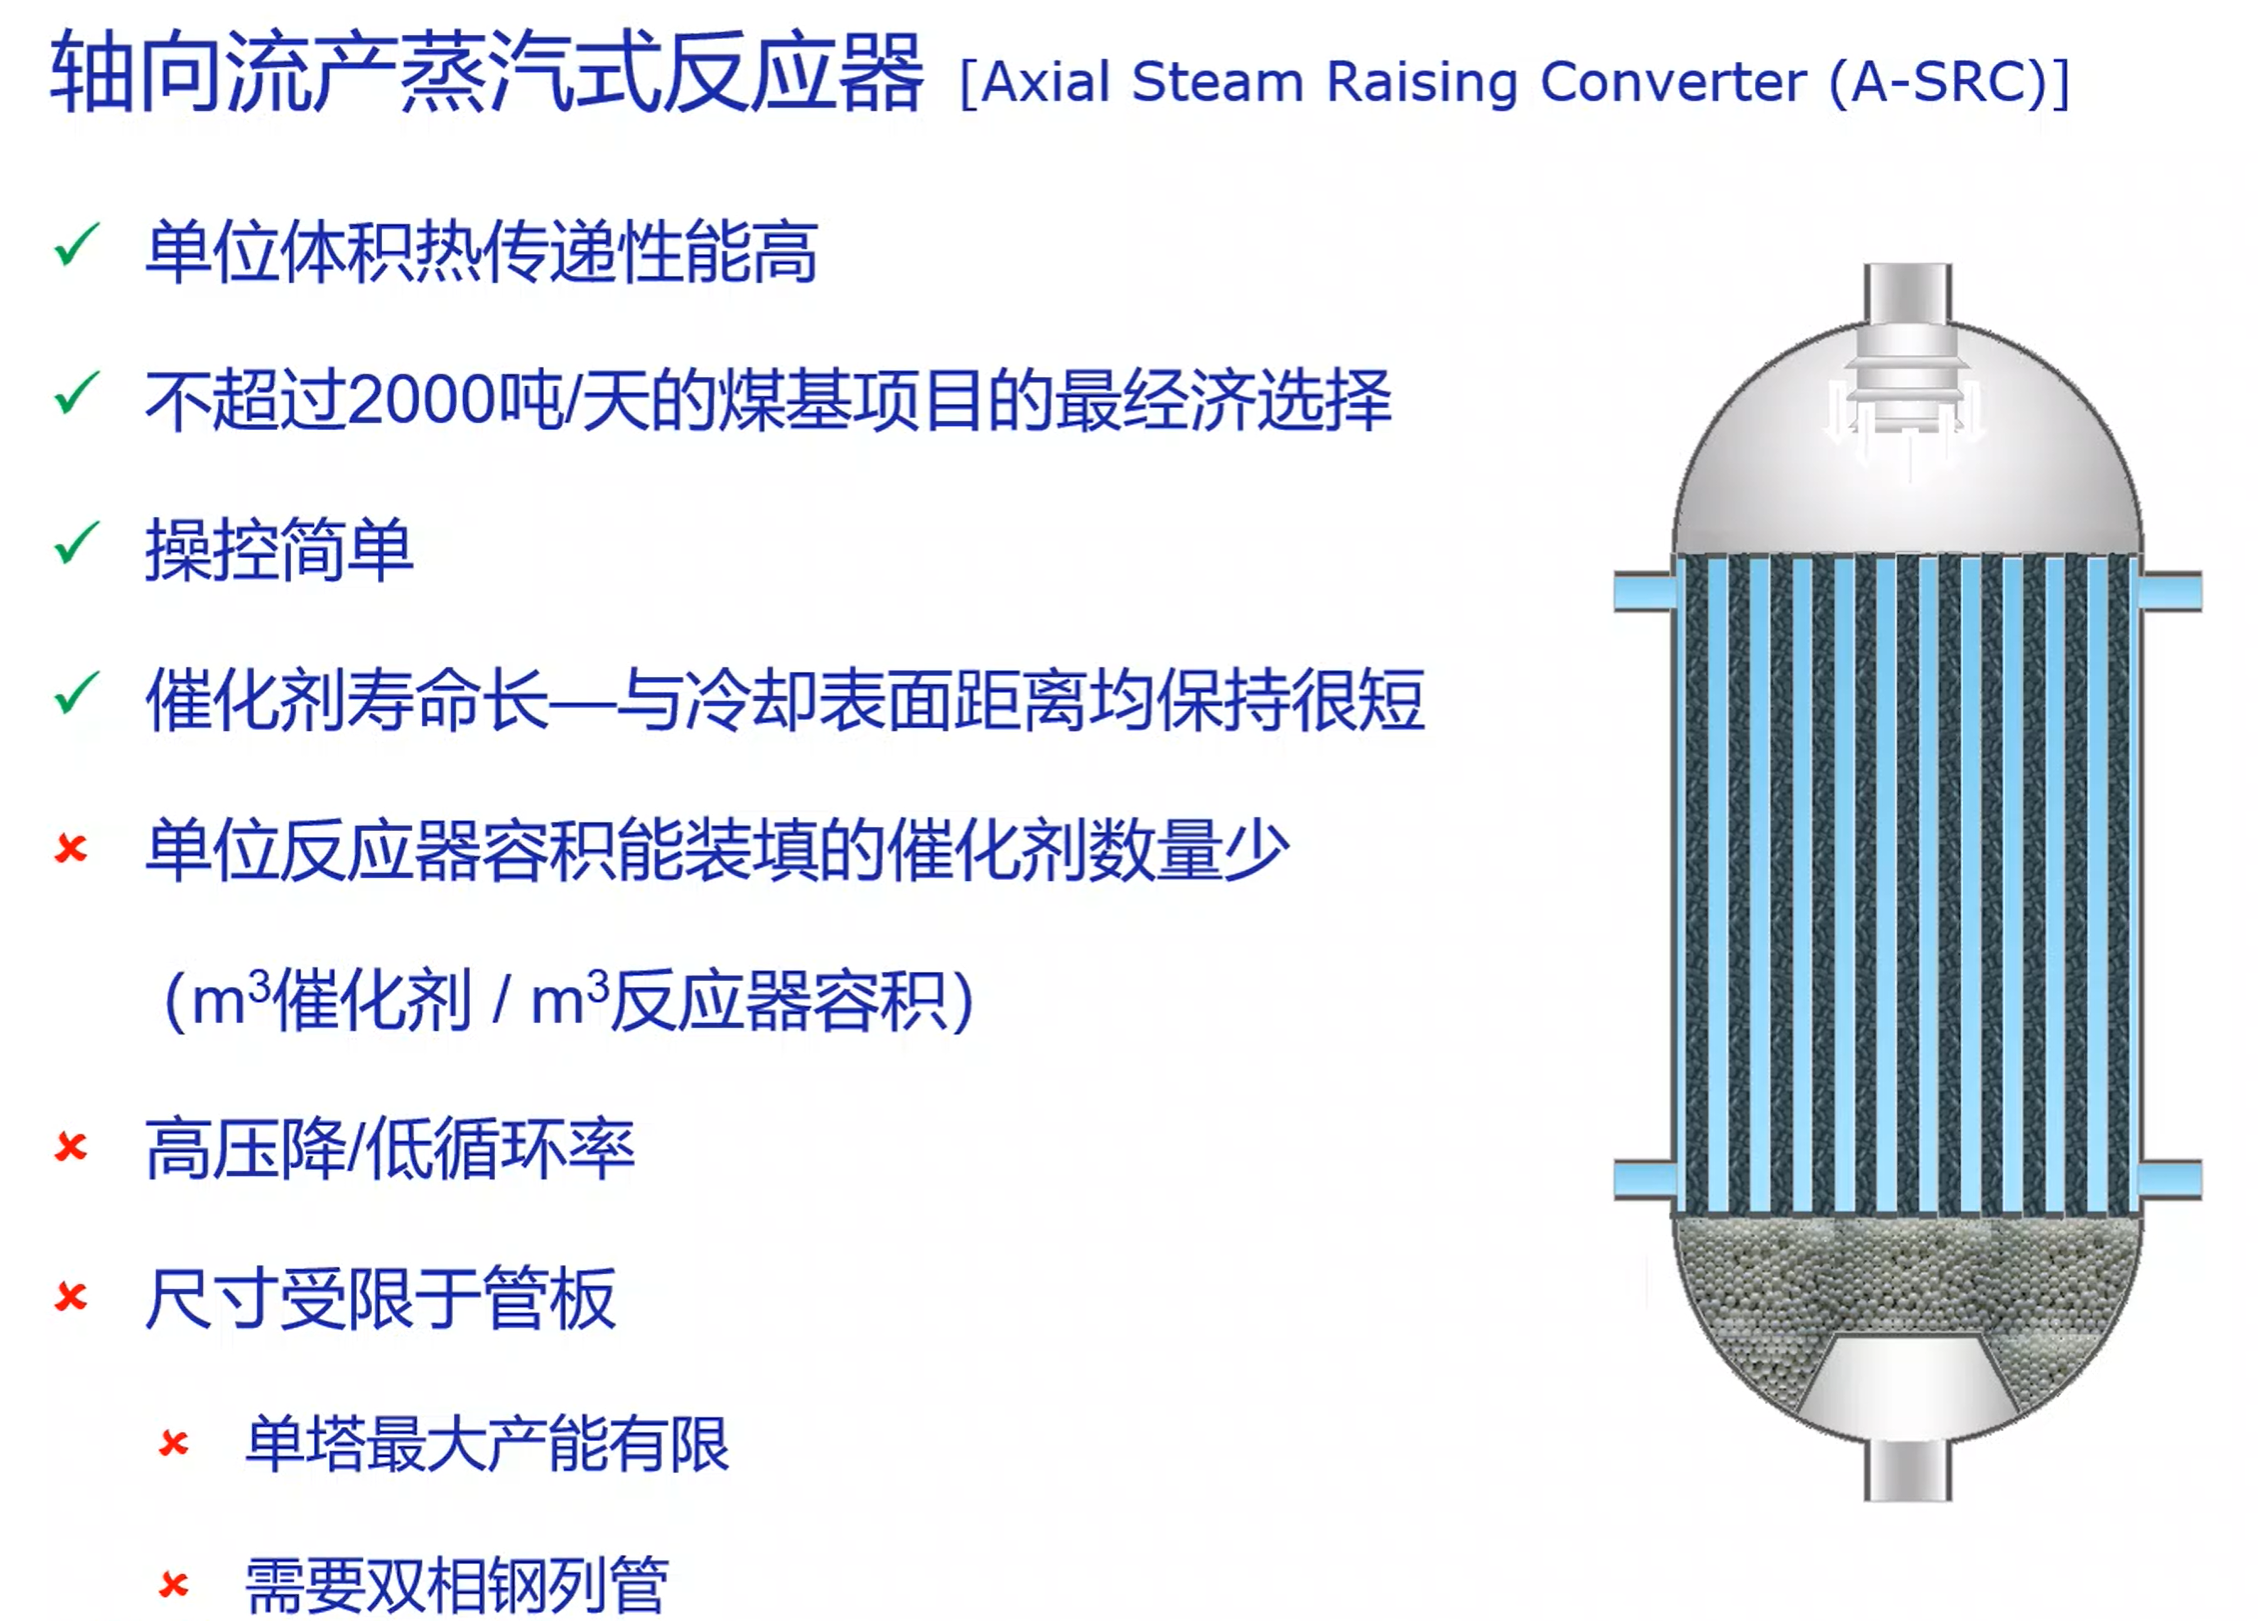 轴向流产蒸汽式反应器 [Axial Steam Raising Converter (A-SRC)]
✓ 单位体积热传递性能高
✓ 不超过2000吨/天的煤基项目的最经济选择
✓ 操控简单
✓ 催化剂寿命长—与冷却表面距离均保持很短
✘ 单位反应器容积能装填的催化剂数量少
（m³催化剂 / m³反应器容积）
✘ 高压降/低循环率
✘ 尺寸受限于管板
✘ 单塔最大产能有限
✘ 需要双相钢列管